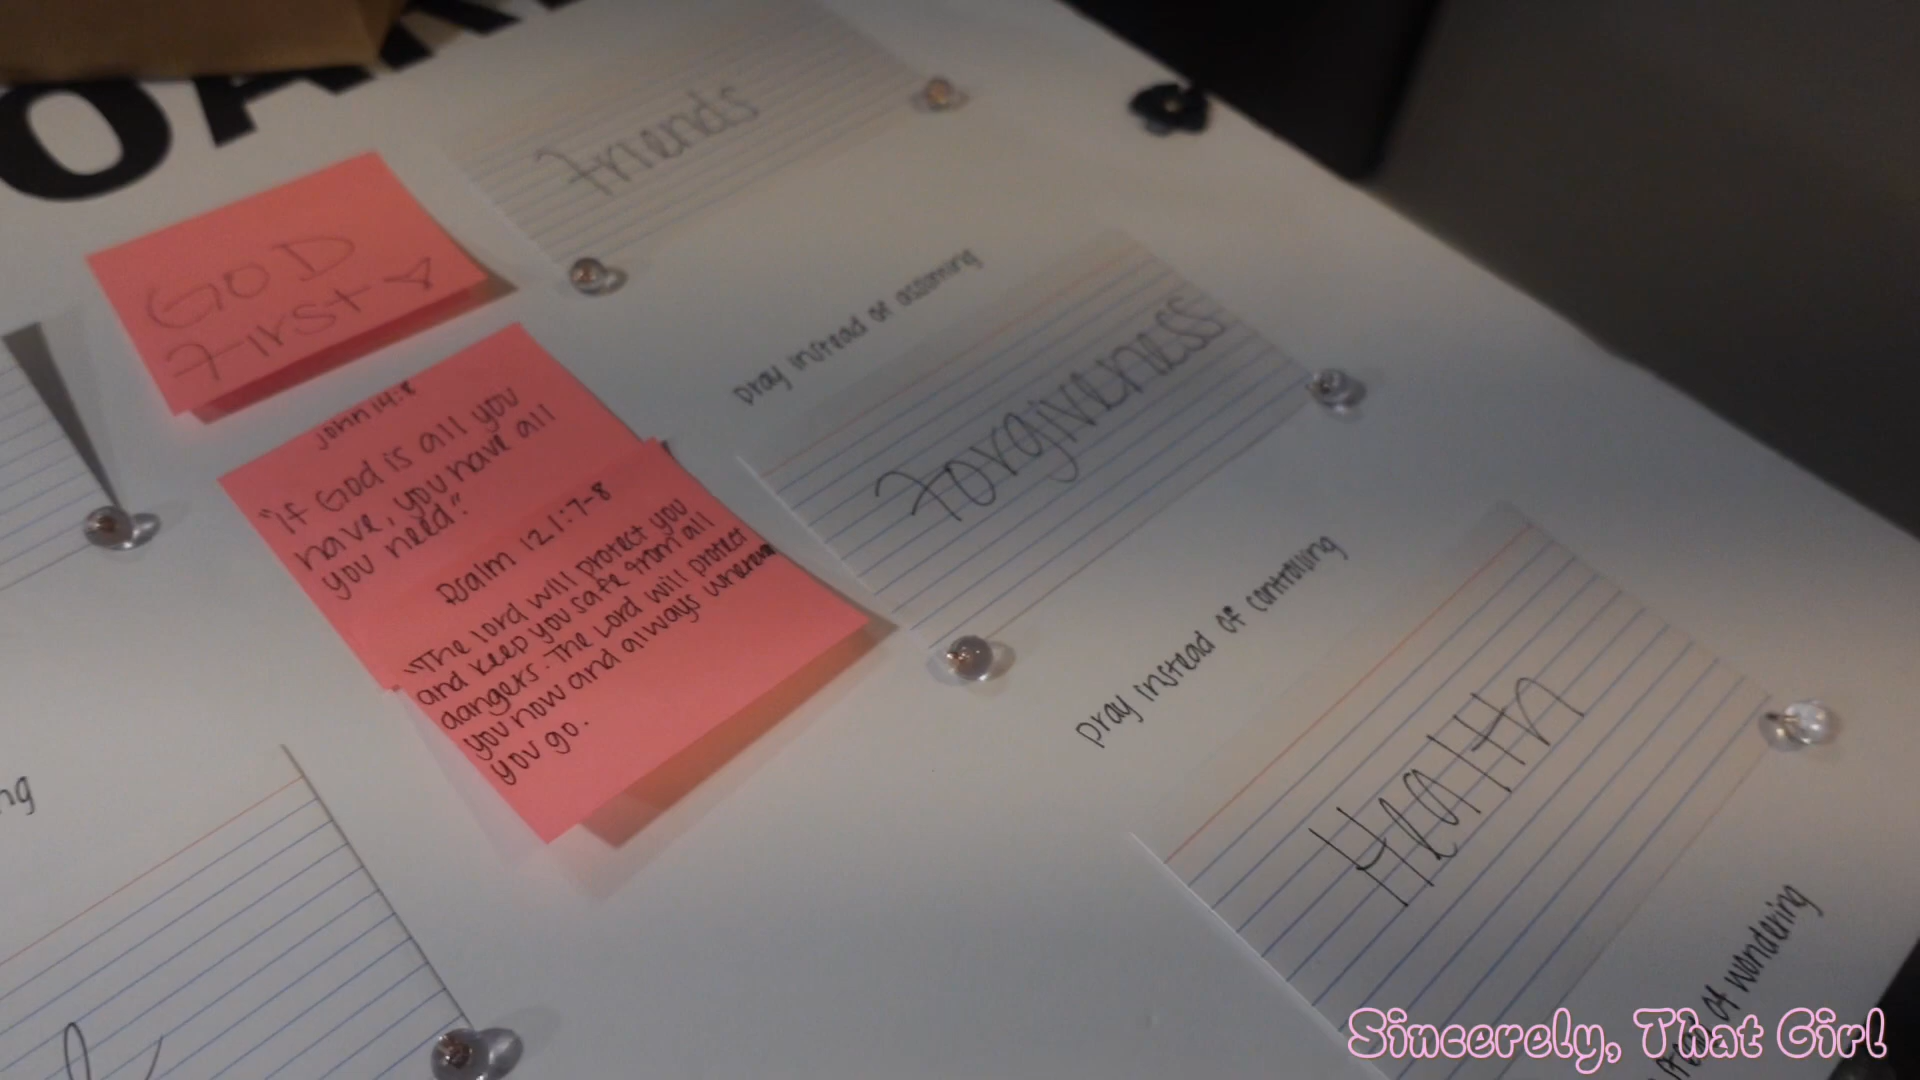 Friends
GOD
First
John 14:8
"If God is all you
have, you have all
you need."
Psalm 121:7-8
"The Lord will protect you
and keep you safe from all
dangers. The Lord will protect
you now and always wherever
you go.
pray instead of assuming
Forgiveness
pray instead of controlling
Health
instead of wondering
ng
Sincerely, That Girl